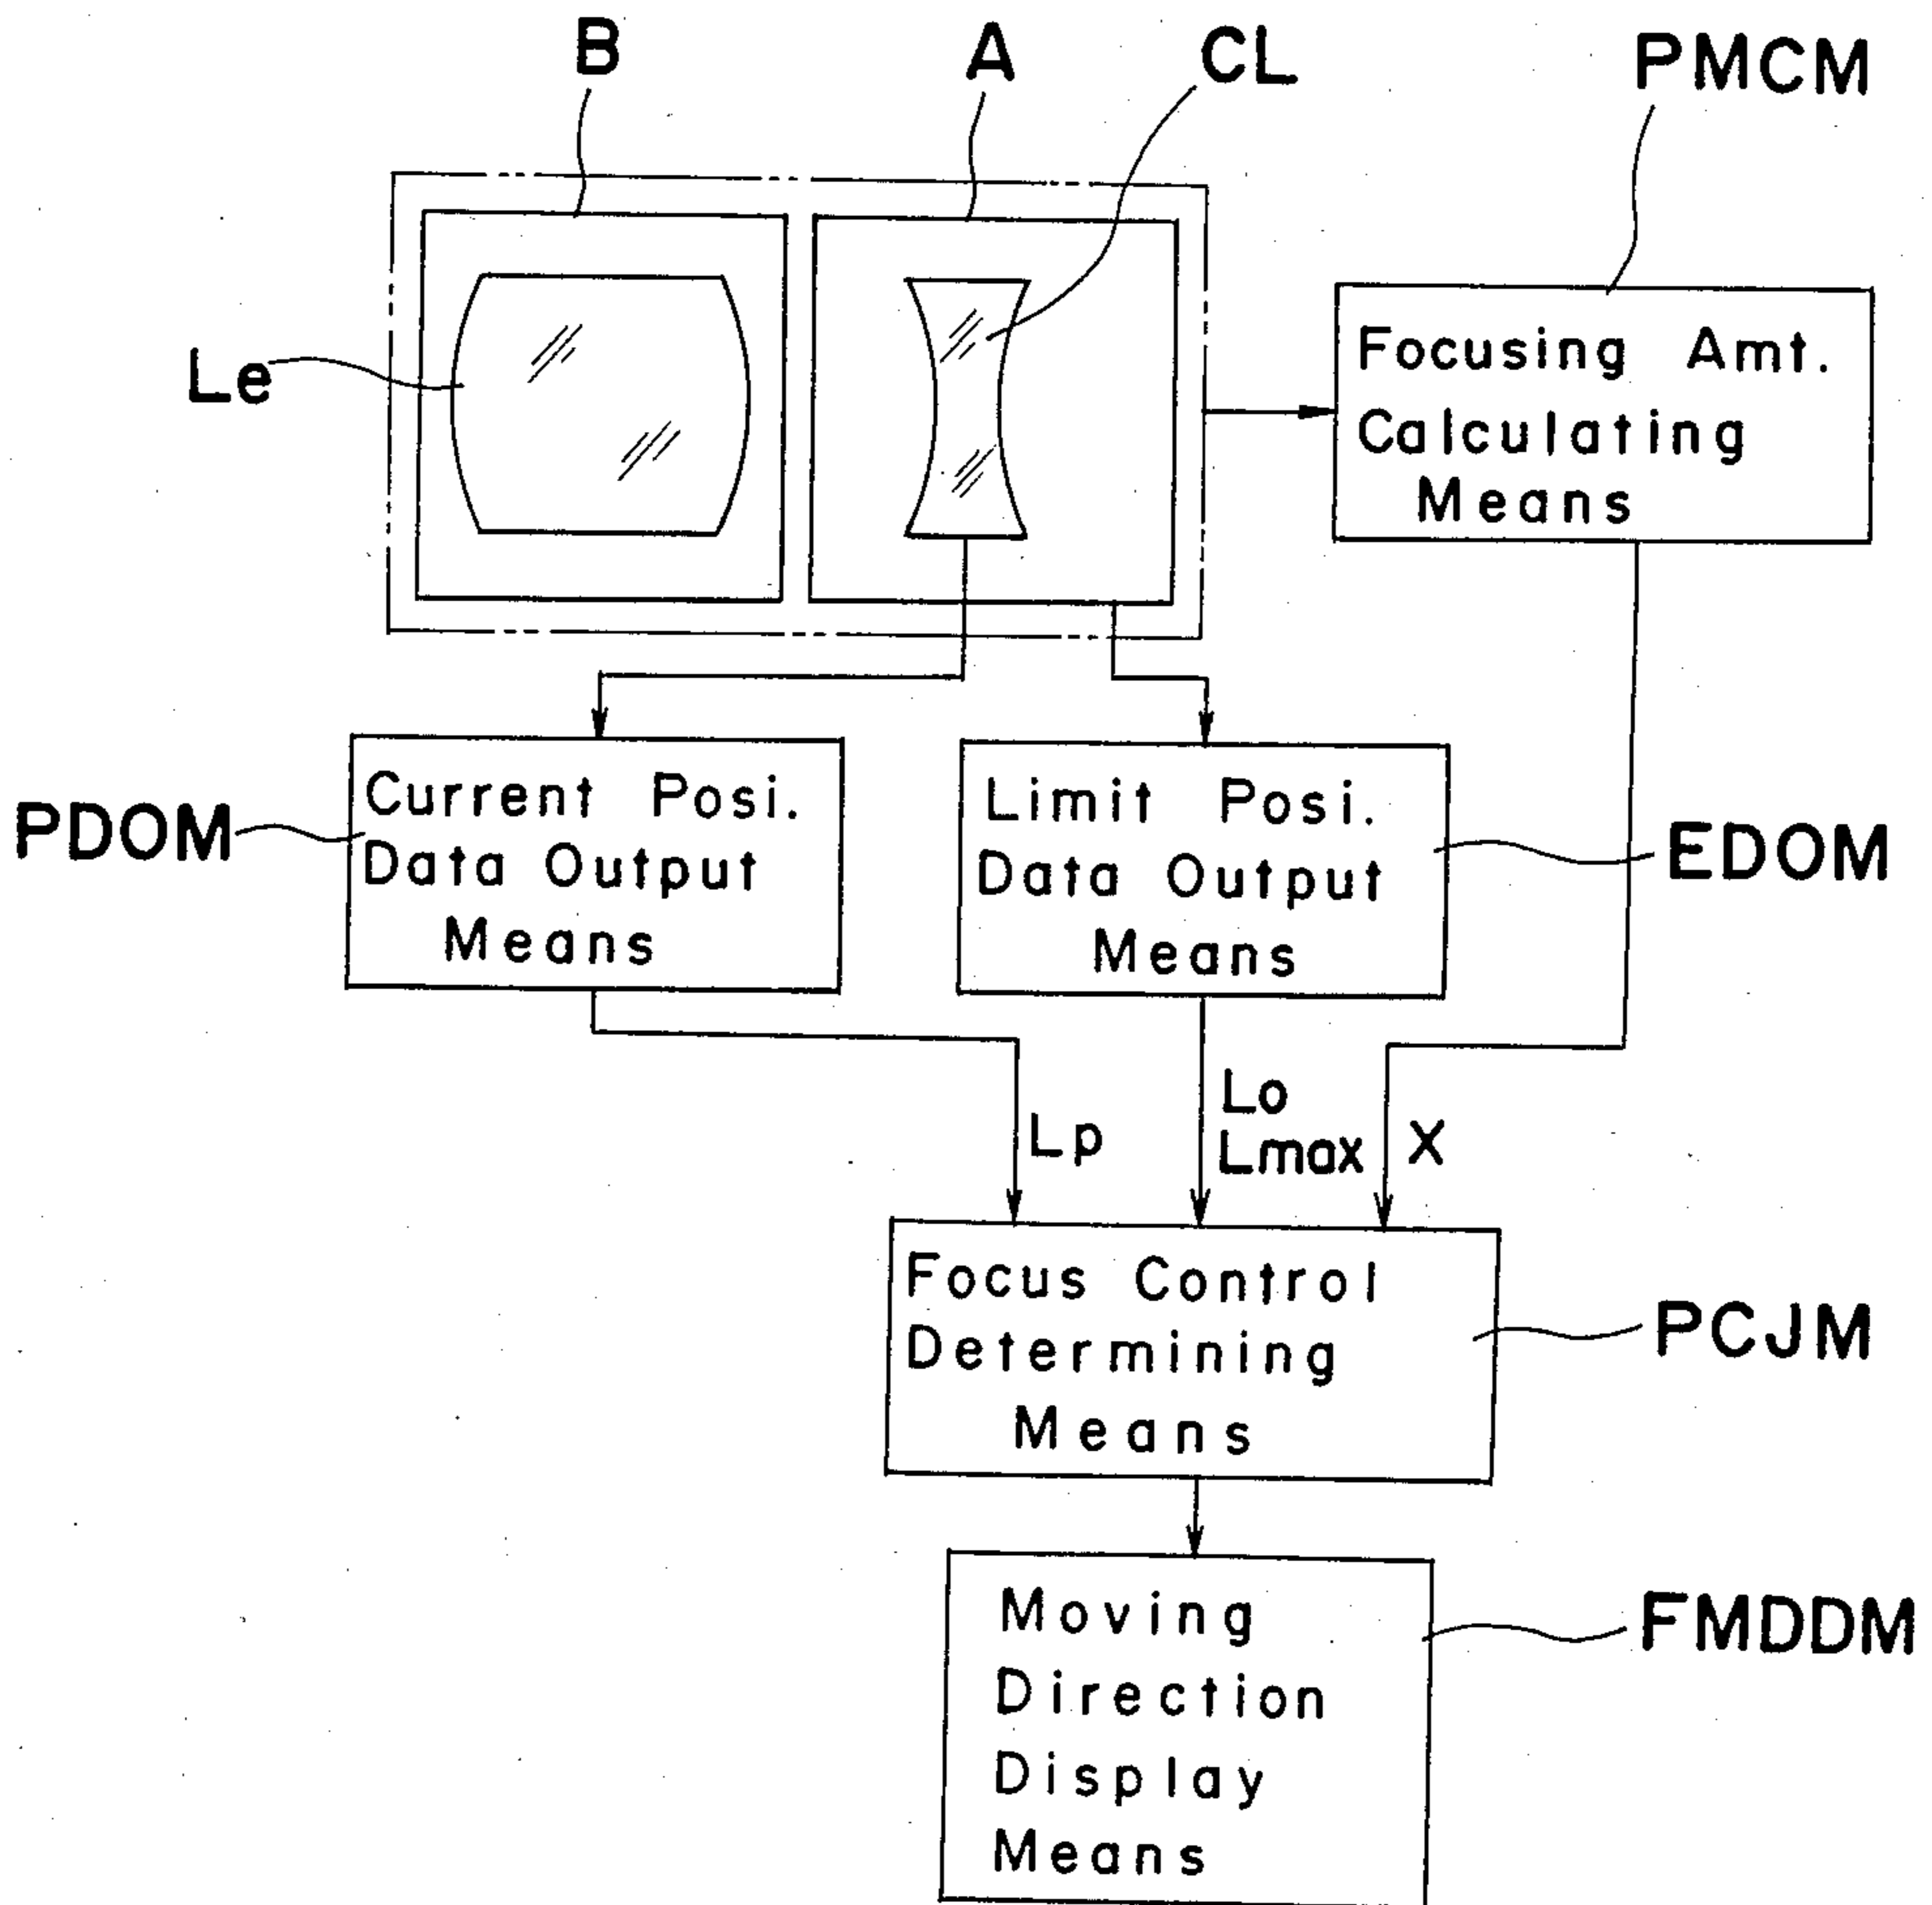 B
A
CL
PMCM
Le
Focusing Amt.
Calculating
Means
PDOM
Current Posi.
Data Output
Means
Limit Posi.
Data Output
Means
EDOM
Lp
Lo
Lmax
X
Focus Control
Determining
Means
PCJM
Moving
Direction
Display
Means
FMDDM